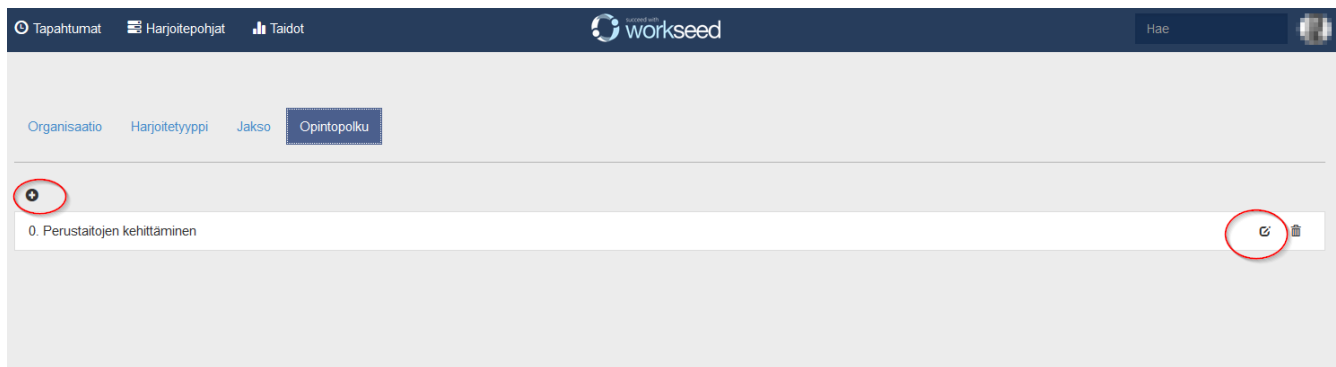 Tapahtumat Harjoitepohjat Taidot succeed with workseed Hae
Organisaatio Harjoitetyyppi Jakso Opintopolku
0. Perustaitojen kehittäminen